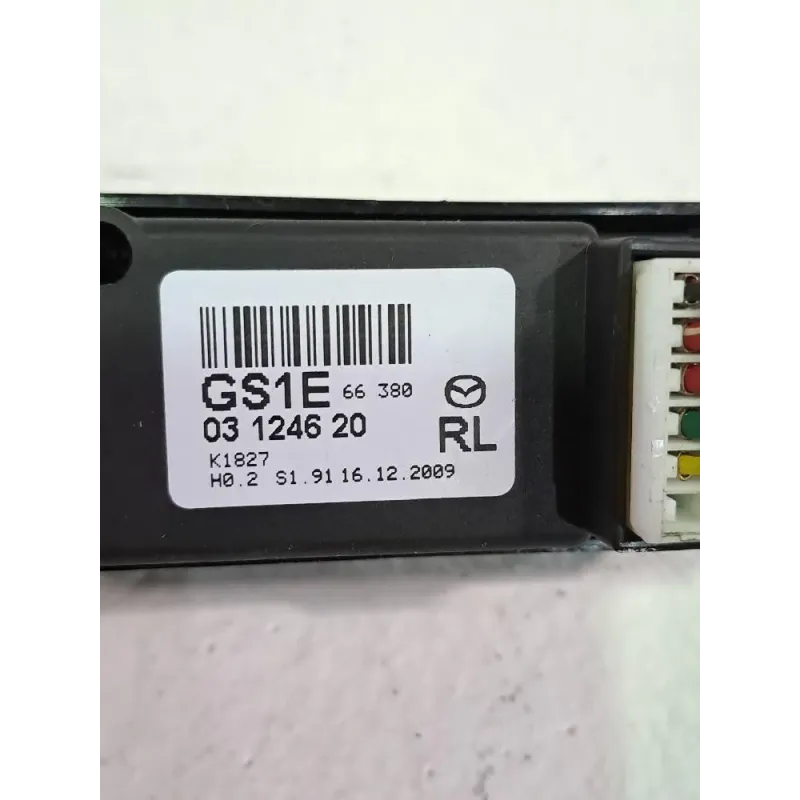 GS1E 66 380
03 1246 20 RL
K1827
H0.2 S1.91 16.12.2009